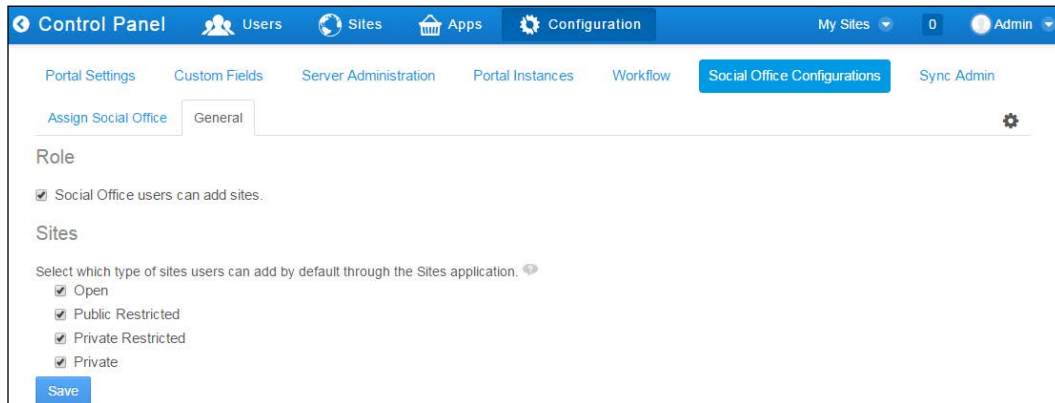 Control Panel Users Sites Apps Configuration My Sites 0 Admin
Portal Settings Custom Fields Server Administration Portal Instances Workflow Social Office Configurations Sync Admin
Assign Social Office General
Role
Social Office users can add sites.
Sites
Select which type of sites users can add by default through the Sites application.
Open
Public Restricted
Private Restricted
Private
Save